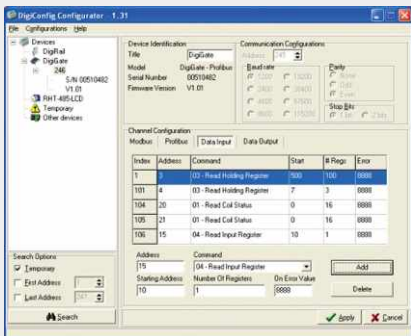 DigiConfig Configurator - 1.31
File Configurations Help
Devices
DigiRail
DigiGate
246
S/N 00510482
V1.01
RHT-485-LCD
Temporary
Other devices
Search Options
Temporary
First Address 1
Last Address 247
Search
Device Identification
Title DigiGate
Model DigiGate - Profibus
Serial Number 00510482
Firmware Version V1.01
Communication Configurations
Address 246
Baudrate
1200 19200
2400 38400
4800 57600
9600 115200
Parity
None
Odd
Even
Stop Bits
1 bit 2 bits
Channel Configuration
Modbus Profibus Data Input Data Output
Index Address Command Start # Regs Error
1 3 03 - Read Holding Register 500 100 8888
101 4 03 - Read Holding Register 7 3 8888
104 20 01 - Read Coil Status 0 16 8888
105 21 01 - Read Coil Status 0 16 8888
106 15 04 - Read Input Register 10 1 8888
Address Command
15 04 - Read Input Register Add
Starting Address Number Of Registers On Error Value
10 1 8888 Delete
Apply Cancel